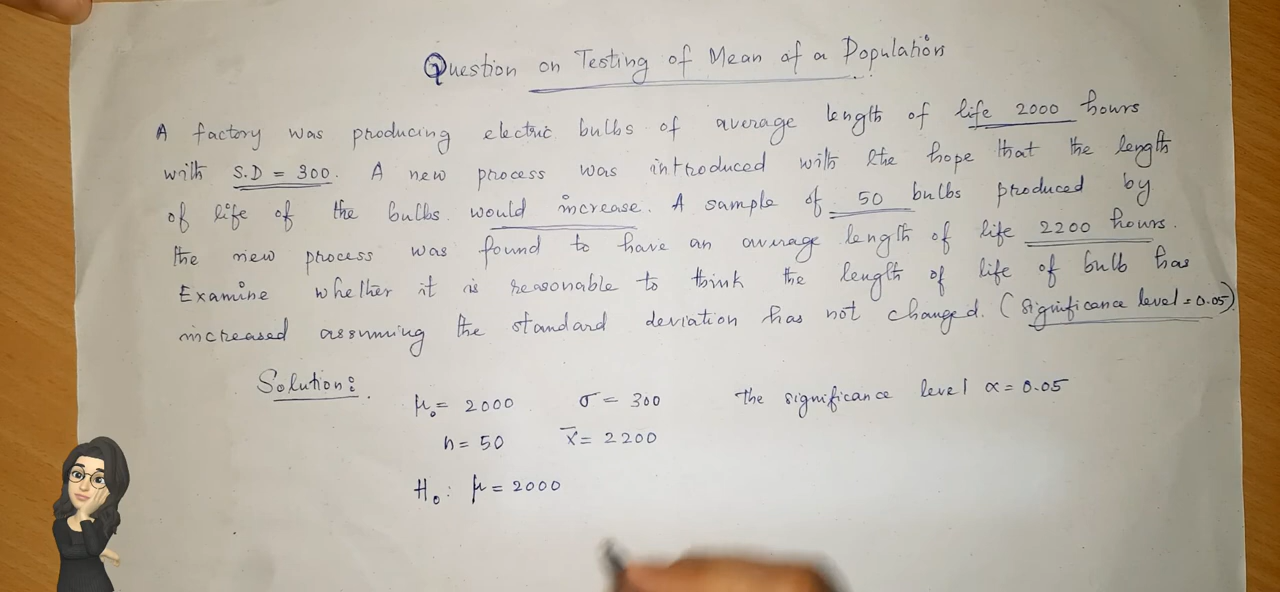 Question on Testing of Mean of a Population
A factory was producing electric bulbs of average length of life 2000 hours
with S.D = 300. A new process was introduced with the hope that the length
of life of the bulbs would increase. A sample of 50 bulbs produced by
the new process was found to have an average length of life 2200 hours.
Examine whether it is reasonable to think the length of life of bulb has
increased assuming the standard deviation has not changed. (Significance level = 0.05)
Solution:
μ₀ = 2000 σ = 300 The significance level α = 0.05
n = 50 x̄ = 2200
H₀: μ = 2000